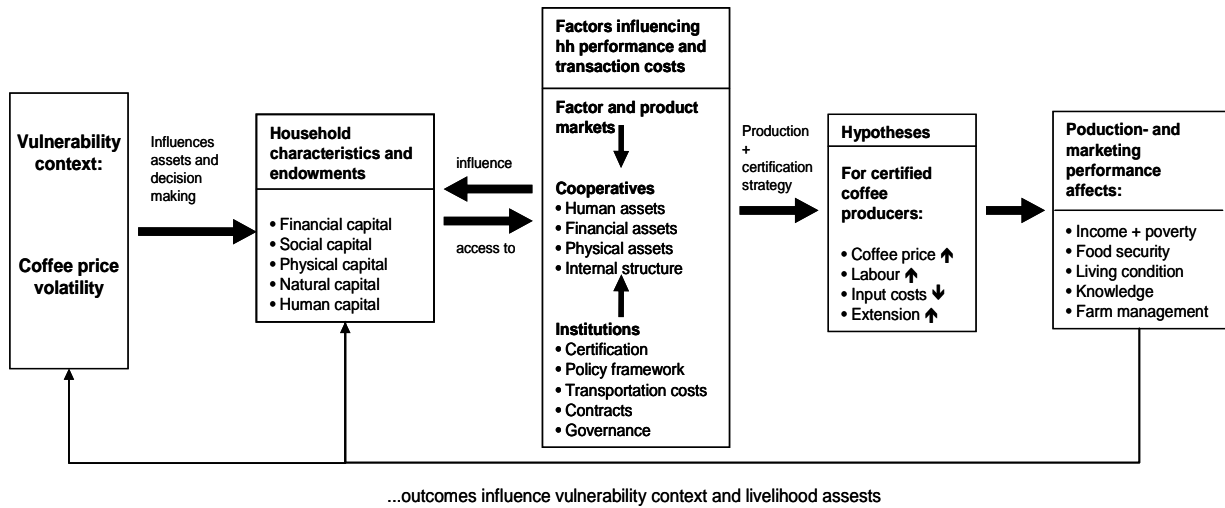 Vulnerability
context:
Coffee price
volatility
Influences
assets and
decision
making
Household
characteristics and
endowments
• Financial capital
• Social capital
• Physical capital
• Natural capital
• Human capital
influence
access to
Factors influencing
hh performance and
transaction costs
Factor and product
markets
Cooperatives
• Human assets
• Financial assets
• Physical assets
• Internal structure
Institutions
• Certification
• Policy framework
• Transportation costs
• Contracts
• Governance
Production
+
certification
strategy
Hypotheses
For certified
coffee
producers:
• Coffee price ↑
• Labour ↑
• Input costs ↓
• Extension ↑
Poduction- and
marketing
performance
affects:
• Income + poverty
• Food security
• Living condition
• Knowledge
• Farm management
...outcomes influence vulnerability context and livelihood assests